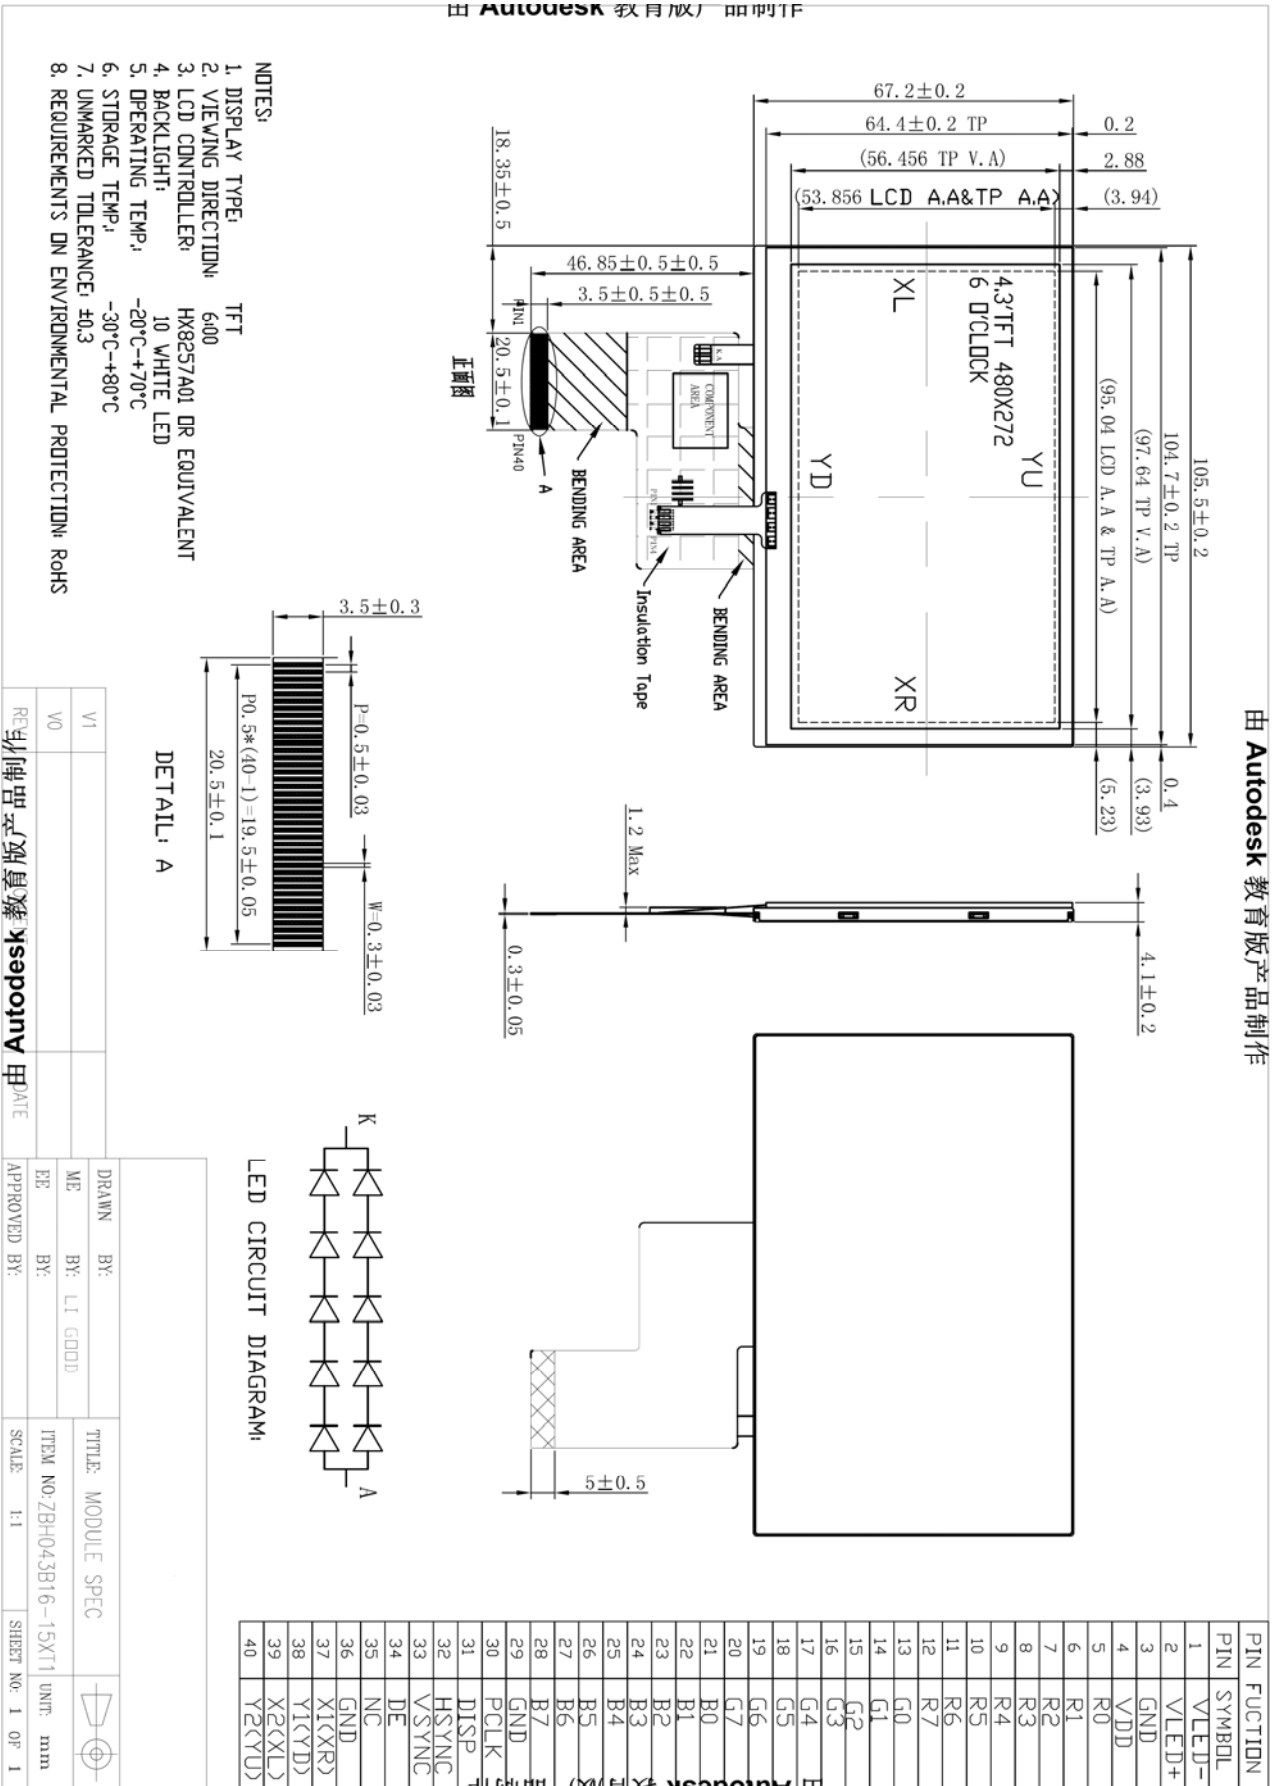 由 Autodesk 教育版产品制作
由 Autodesk 教育版产品制作
67.2±0.2
64.4±0.2 TP
0.2
(56.456 TP V.A)
2.88
(53.856 LCD A.A&TP A.A)
(3.94)
18.35±0.5
46.85±0.5±0.5
3.5±0.5±0.5
PIN1
20.5±0.1
PIN40
A
正面图
COMPONENT
AREA
K A
BENDING AREA
BENDING AREA
Insulation Tape
PIN4
4.3'TFT 480X272
6 O'CLOCK
XL
YU
YD
XR
105.5±0.2
104.7±0.2 TP
(97.64 TP V.A)
(95.04 LCD A.A & TP A.A)
0.4
(3.93)
(5.23)
1.2 Max
0.3±0.05
4.1±0.2
5±0.5
NOTES:
1. DISPLAY TYPE: TFT
2. VIEWING DIRECTION: 6:00
3. LCD CONTROLLER: HX8257A01 OR EQUIVALENT
4. BACKLIGHT: 10 WHITE LED
5. OPERATING TEMP.: -20°C-+70°C
6. STORAGE TEMP.: -30°C-+80°C
7. UNMARKED TOLERANCE: ±0.3
8. REQUIREMENTS ON ENVIRONMENTAL PROTECTION: RoHS
3.5±0.3
P=0.5±0.03
W=0.3±0.03
P0.5*(40-1)=19.5±0.05
20.5±0.1
DETAIL: A
K
A
LED CIRCUIT DIAGRAM:
PIN FUCTION
PIN SYMBOL
1 VLED-
2 VLED+
3 GND
4 VDD
5 R0
6 R1
7 R2
8 R3
9 R4
10 R5
11 R6
12 R7
13 G0
14 G1
15 G2
16 G3
17 G4
18 G5
19 G6
20 G7
21 B0
22 B1
23 B2
24 B3
25 B4
26 B5
27 B6
28 B7
29 GND
30 PCLK
31 DISP
32 HSYNC
33 VSYNC
34 DE
35 NC
36 GND
37 X1(XR)
38 Y1(YD)
39 X2(XL)
40 Y2(YU)
V1
V0
REV
DATE
由 Autodesk 教育版产品制作
DRAWN BY:
ME BY: LI GOOD
EE BY:
APPROVED BY:
TITLE: MODULE SPEC
ITEM NO: ZBH043B16-15XT1
UNIT: mm
SCALE: 1:1
SHEET NO: 1 OF 1